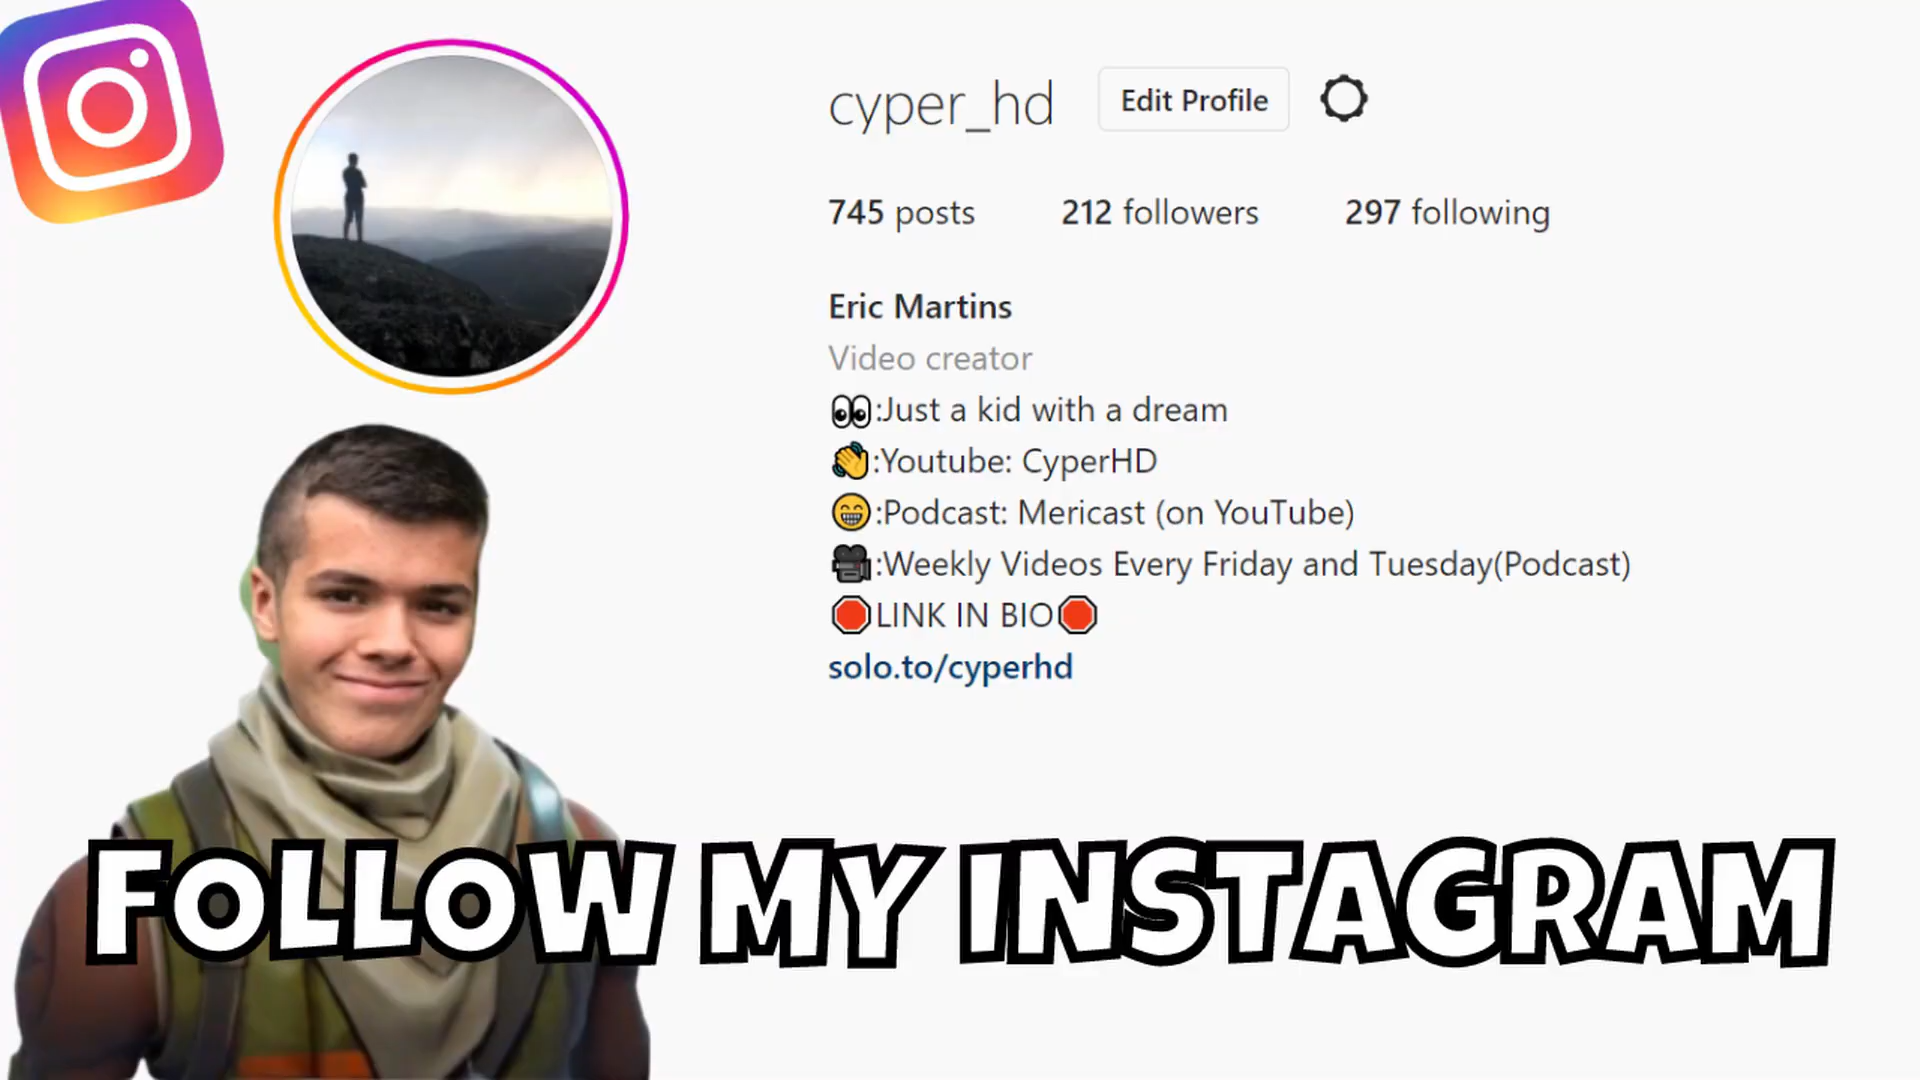 cyper_hd Edit Profile
745 posts 212 followers 297 following
Eric Martins
Video creator
👀:Just a kid with a dream
👋:Youtube: CyperHD
😁:Podcast: Mericast (on YouTube)
🎥:Weekly Videos Every Friday and Tuesday(Podcast)
🛑LINK IN BIO🛑
solo.to/cyperhd
FOLLOW MY INSTAGRAM